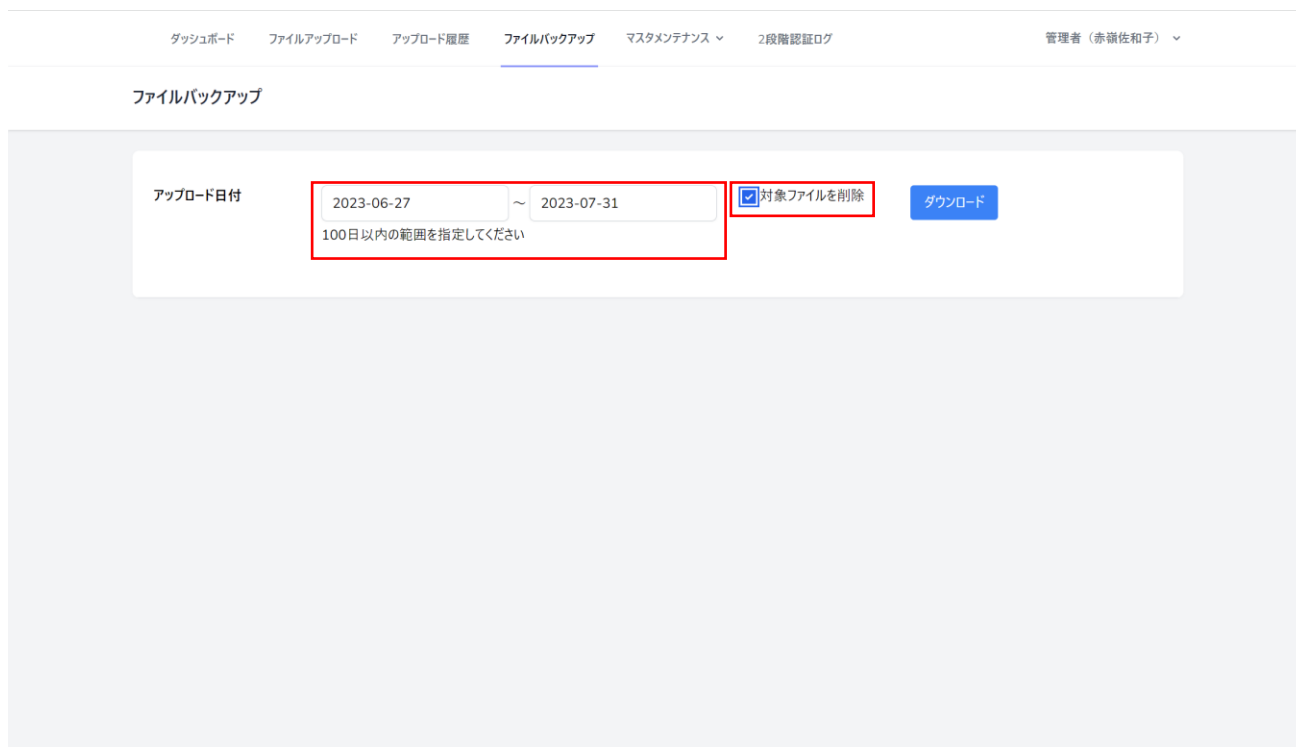 ダッシュボード ファイルアップロード アップロード履歴 ファイルバックアップ マスタメンテナンス 2段階認証ログ 管理者（赤嶺佐和子）
ファイルバックアップ
アップロード日付 2023-06-27 ～ 2023-07-31 対象ファイルを削除 ダウンロード
100日以内の範囲を指定してください